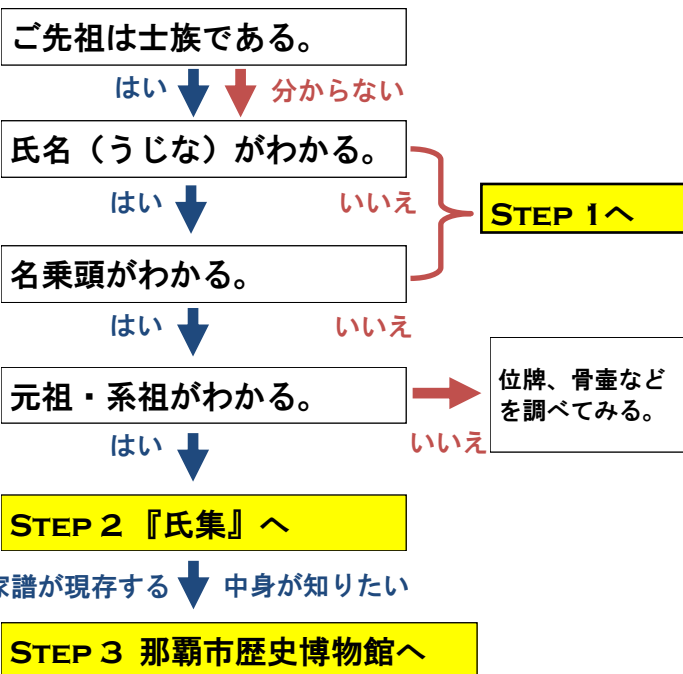 ご先祖は士族である。
はい 分からない
氏名（うじな）がわかる。
はい いいえ
STEP 1へ
名乗頭がわかる。
はい いいえ
元祖・系祖がわかる。
位牌、骨壷など
を調べてみる。
はい いいえ
STEP 2 『氏集』へ
家譜が現存する 中身が知りたい
STEP 3 那覇市歴史博物館へ